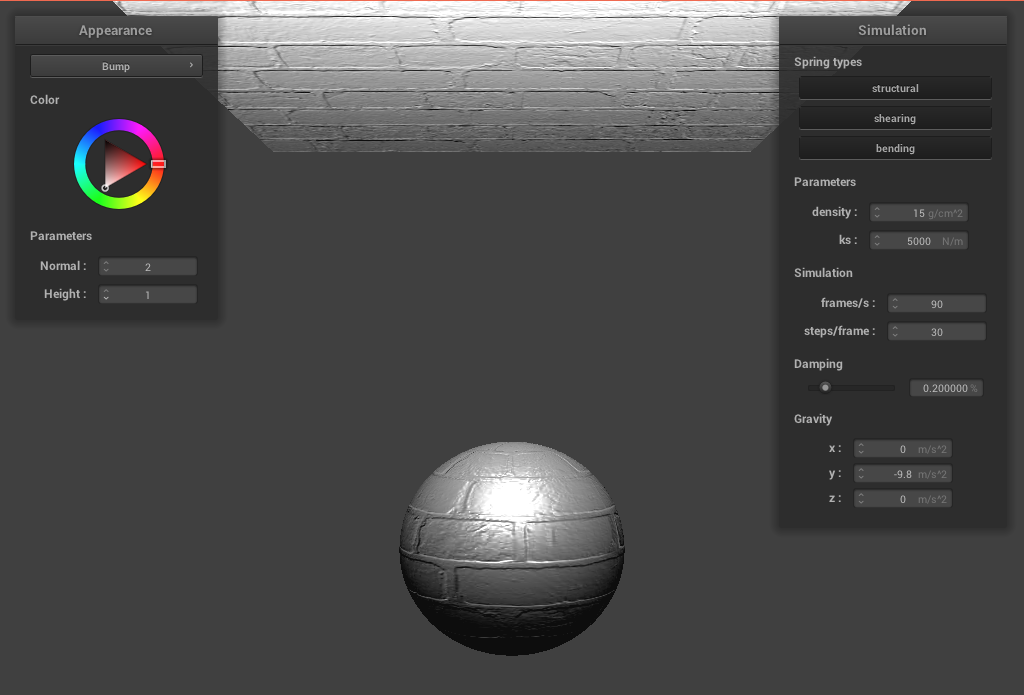 Appearance
Bump
Color
Parameters
Normal : 2
Height : 1
Simulation
Spring types
structural
shearing
bending
Parameters
density : 15 g/cm^2
ks : 5000 N/m
Simulation
frames/s : 90
steps/frame : 30
Damping
0.200000 %
Gravity
x : 0 m/s^2
y : -9.8 m/s^2
z : 0 m/s^2